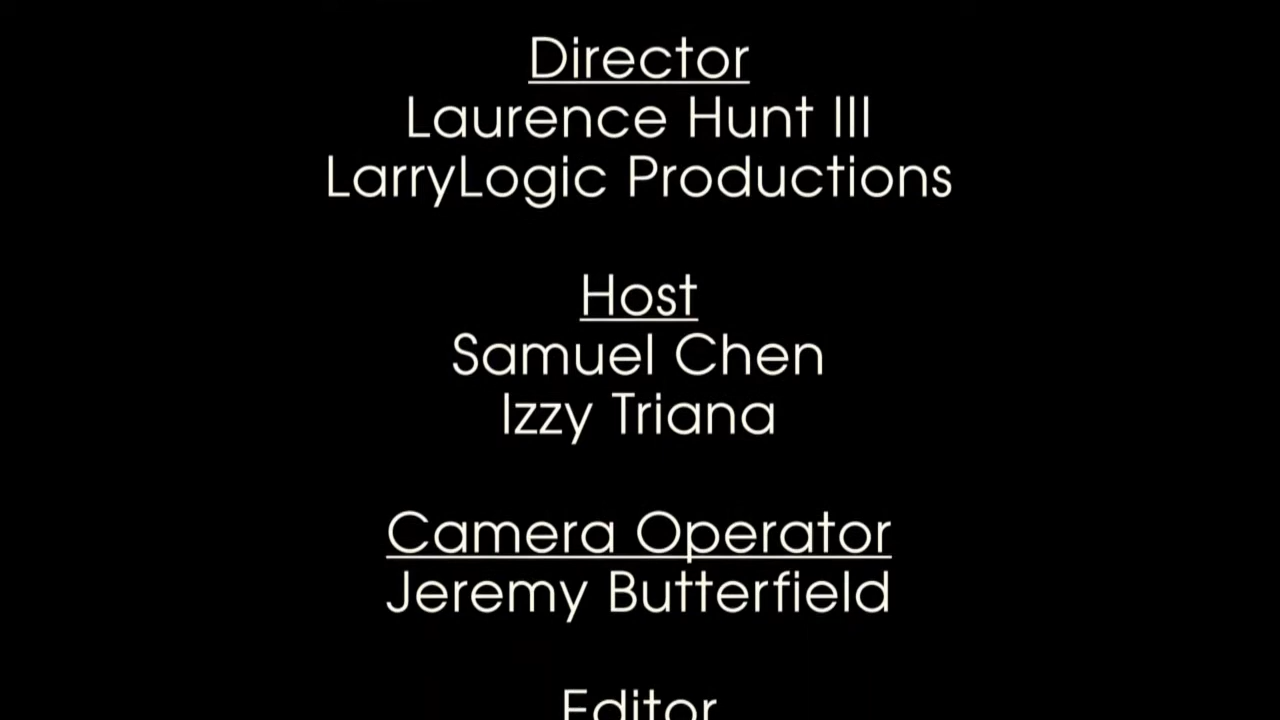 Director
Laurence Hunt III
LarryLogic Productions
Host
Samuel Chen
Izzy Triana
Camera Operator
Jeremy Butterfield
Editor